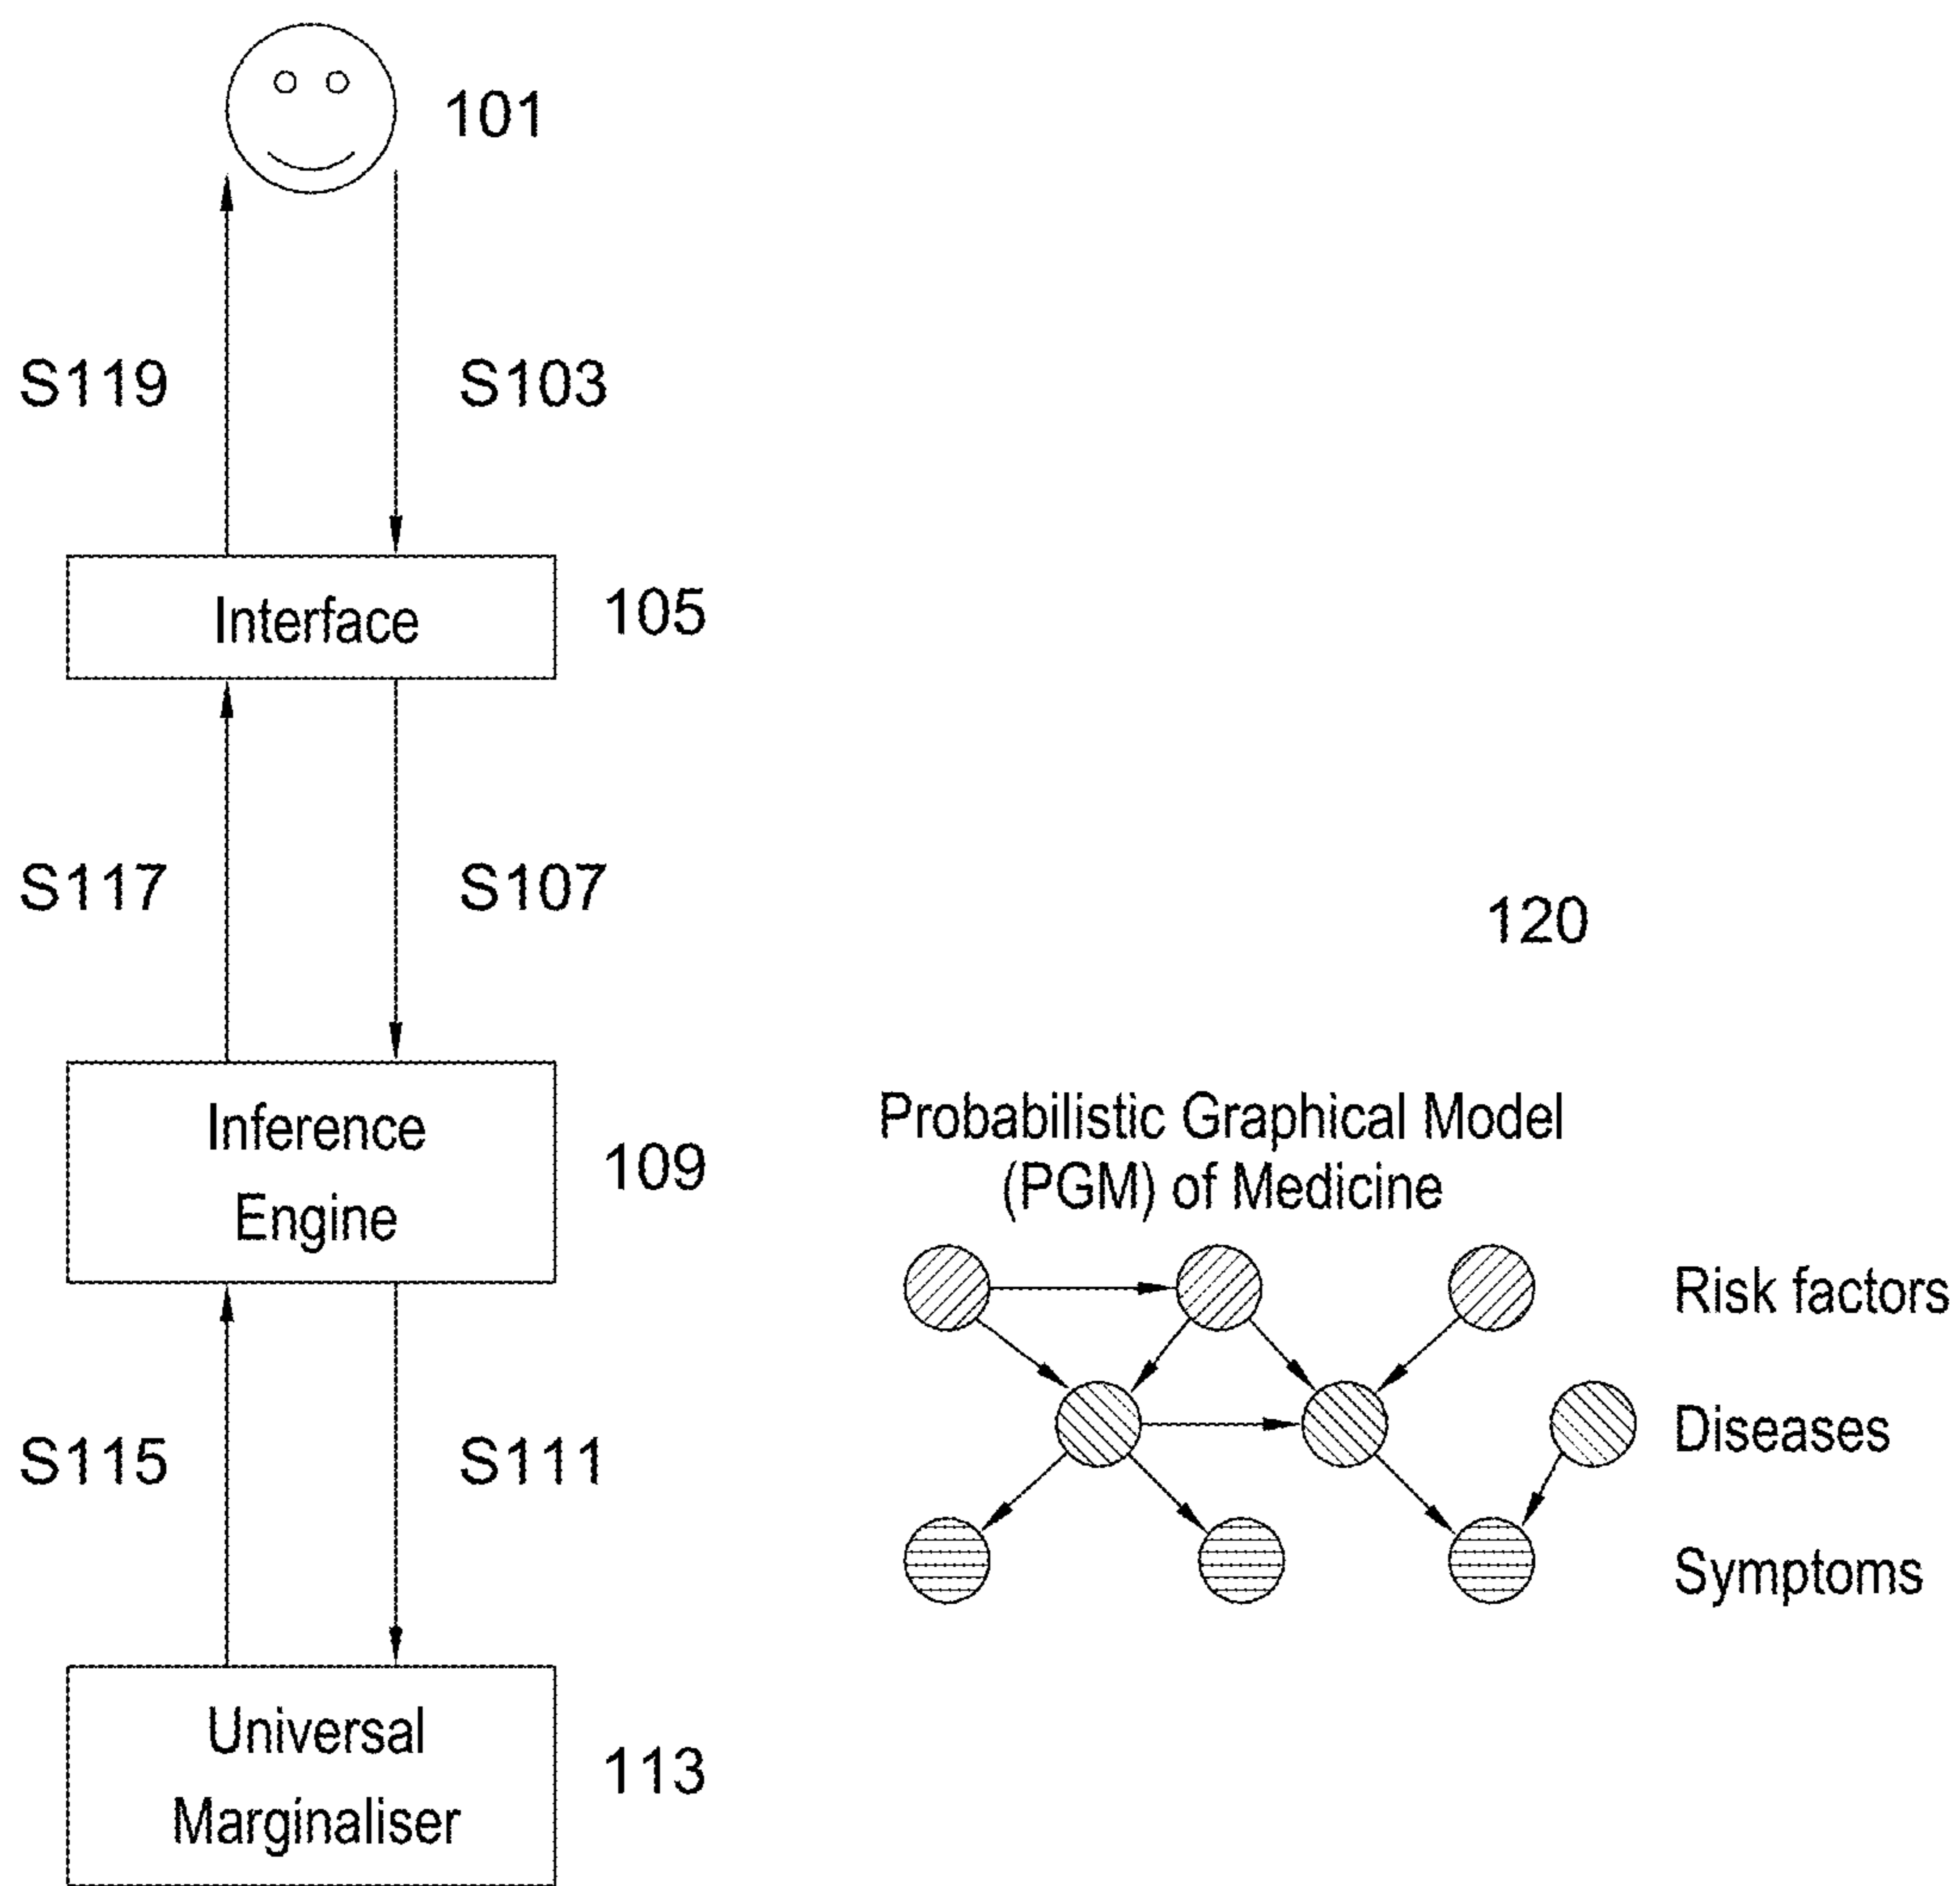 101
S119
S103
Interface
105
S117
S107
120
Inference
Engine
109
Probabilistic Graphical Model
(PGM) of Medicine
Risk factors
Diseases
Symptoms
S115
S111
Universal
Marginaliser
113